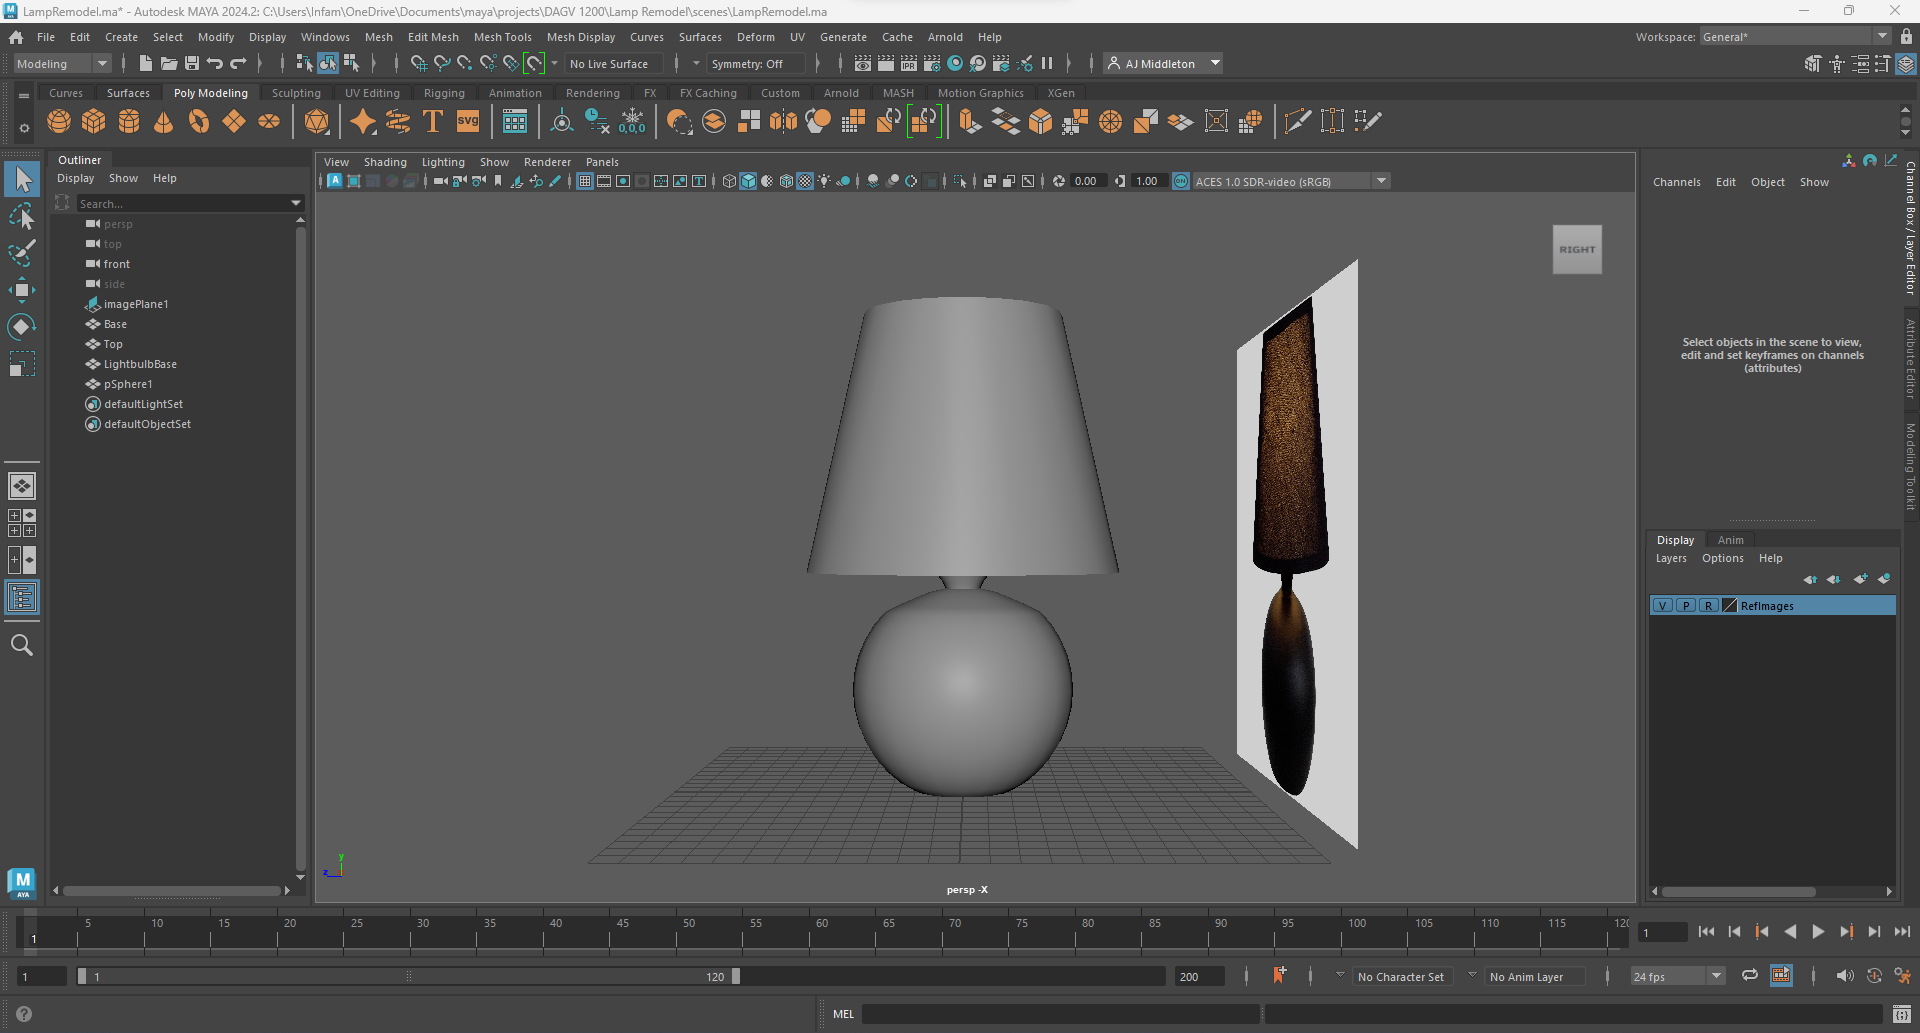 LampRemodel.ma* - Autodesk MAYA 2024.2: C:\Users\Infam\OneDrive\Documents\maya\projects\DAGV 1200\Lamp Remodel\scenes\LampRemodel.ma
File Edit Create Select Modify Display Windows Mesh Edit Mesh Mesh Tools Mesh Display Curves Surfaces Deform UV Generate Cache Arnold Help Workspace: General*
Modeling No Live Surface Symmetry: Off IPR AJ Middleton
Curves Surfaces Poly Modeling Sculpting UV Editing Rigging Animation Rendering FX FX Caching Custom Arnold MASH Motion Graphics XGen
T svg 0,0,0
Outliner
Display Show Help
Search...
persp
top
front
side
imagePlane1
Base
Top
LightbulbBase
pSphere1
defaultLightSet
defaultObjectSet
View Shading Lighting Show Renderer Panels
0.00 1.00 ON ACES 1.0 SDR-video (sRGB)
RIGHT
y
z
persp -X
Channels Edit Object Show
Select objects in the scene to view,
edit and set keyframes on channels
(attributes)
Channel Box / Layer Editor
Attribute Editor
Modeling Toolkit
Display Anim
Layers Options Help
V P R RefImages
M
AYA
5 10 15 20 25 30 35 40 45 50 55 60 65 70 75 80 85 90 95 100 105 110 115 120
1 1
1 1 120 200 No Character Set No Anim Layer 24 fps
MEL